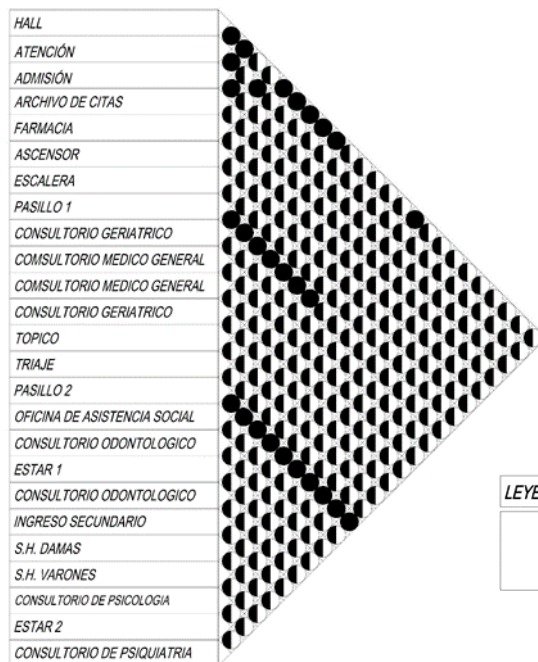 HALL
ATENCIÓN
ADMISIÓN
ARCHIVO DE CITAS
FARMACIA
ASCENSOR
ESCALERA
PASILLO 1
CONSULTORIO GERIATRICO
COMSULTORIO MEDICO GENERAL
COMSULTORIO MEDICO GENERAL
CONSULTORIO GERIATRICO
TOPICO
TRIAJE
PASILLO 2
OFICINA DE ASISTENCIA SOCIAL
CONSULTORIO ODONTOLOGICO
ESTAR 1
CONSULTORIO ODONTOLOGICO
INGRESO SECUNDARIO
S.H. DAMAS
S.H. VARONES
CONSULTORIO DE PSICOLOGIA
ESTAR 2
CONSULTORIO DE PSIQUIATRIA
LEYE